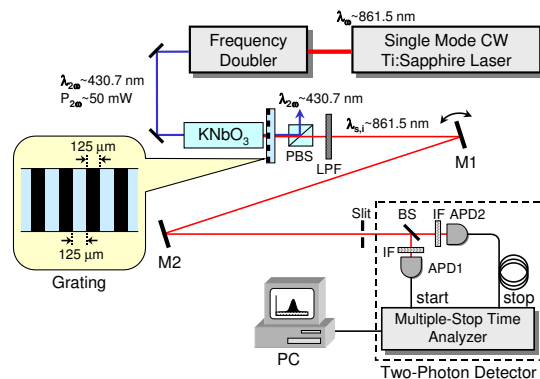 λω~861.5 nm
Frequency
Doubler
Single Mode CW
Ti:Sapphire Laser
λ2ω~430.7 nm
P2ω~50 mW
λ2ω~430.7 nm
λs,i~861.5 nm
KNbO3
PBS
LPF
M1
125 μm
125 μm
Grating
M2
Slit
BS
IF
APD2
IF
APD1
start
stop
Multiple-Stop Time
Analyzer
PC
Two-Photon Detector